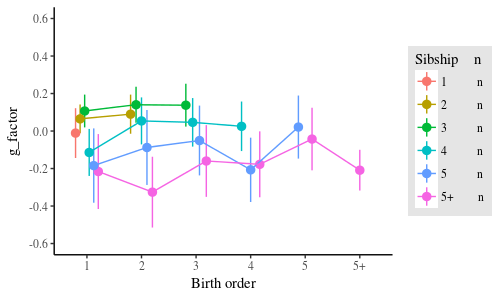 0.6
0.4
0.2
0.0
-0.2
-0.4
-0.6
g_factor
1 2 3 4 5 5+
Birth order
Sibship n
1 n
2 n
3 n
4 n
5 n
5+ n